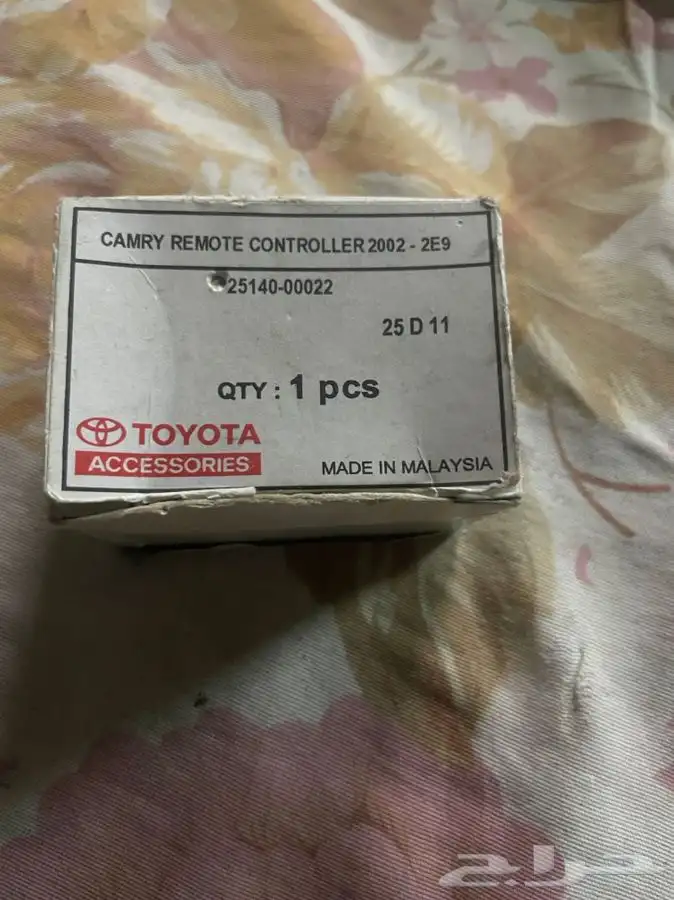 CAMRY REMOTE CONTROLLER 2002 - 2E9
25140-00022
25 D 11
QTY : 1 pcs
TOYOTA
ACCESSORIES
MADE IN MALAYSIA
حراج